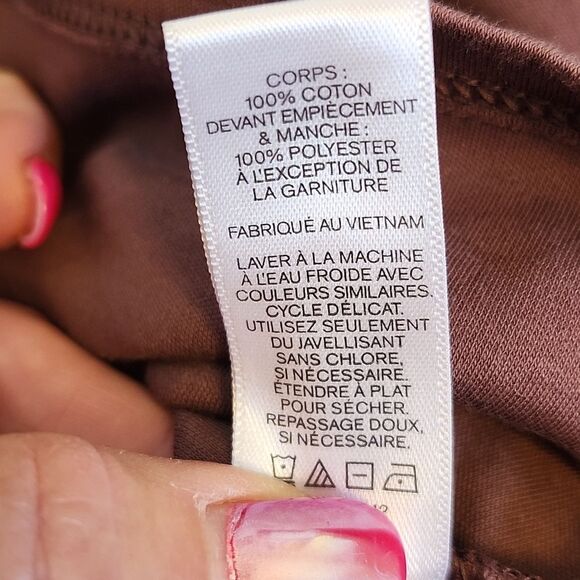 CORPS :
100% COTON
DEVANT EMPIÈCEMENT
& MANCHE :
100% POLYESTER
À L'EXCEPTION DE
LA GARNITURE
FABRIQUÉ AU VIETNAM
LAVER À LA MACHINE
À L'EAU FROIDE AVEC
COULEURS SIMILAIRES.
CYCLE DÉLICAT.
UTILISEZ SEULEMENT
DU JAVELLISANT
SANS CHLORE,
SI NÉCESSAIRE.
ÉTENDRE À PLAT
POUR SÉCHER.
REPASSAGE DOUX,
SI NÉCESSAIRE.